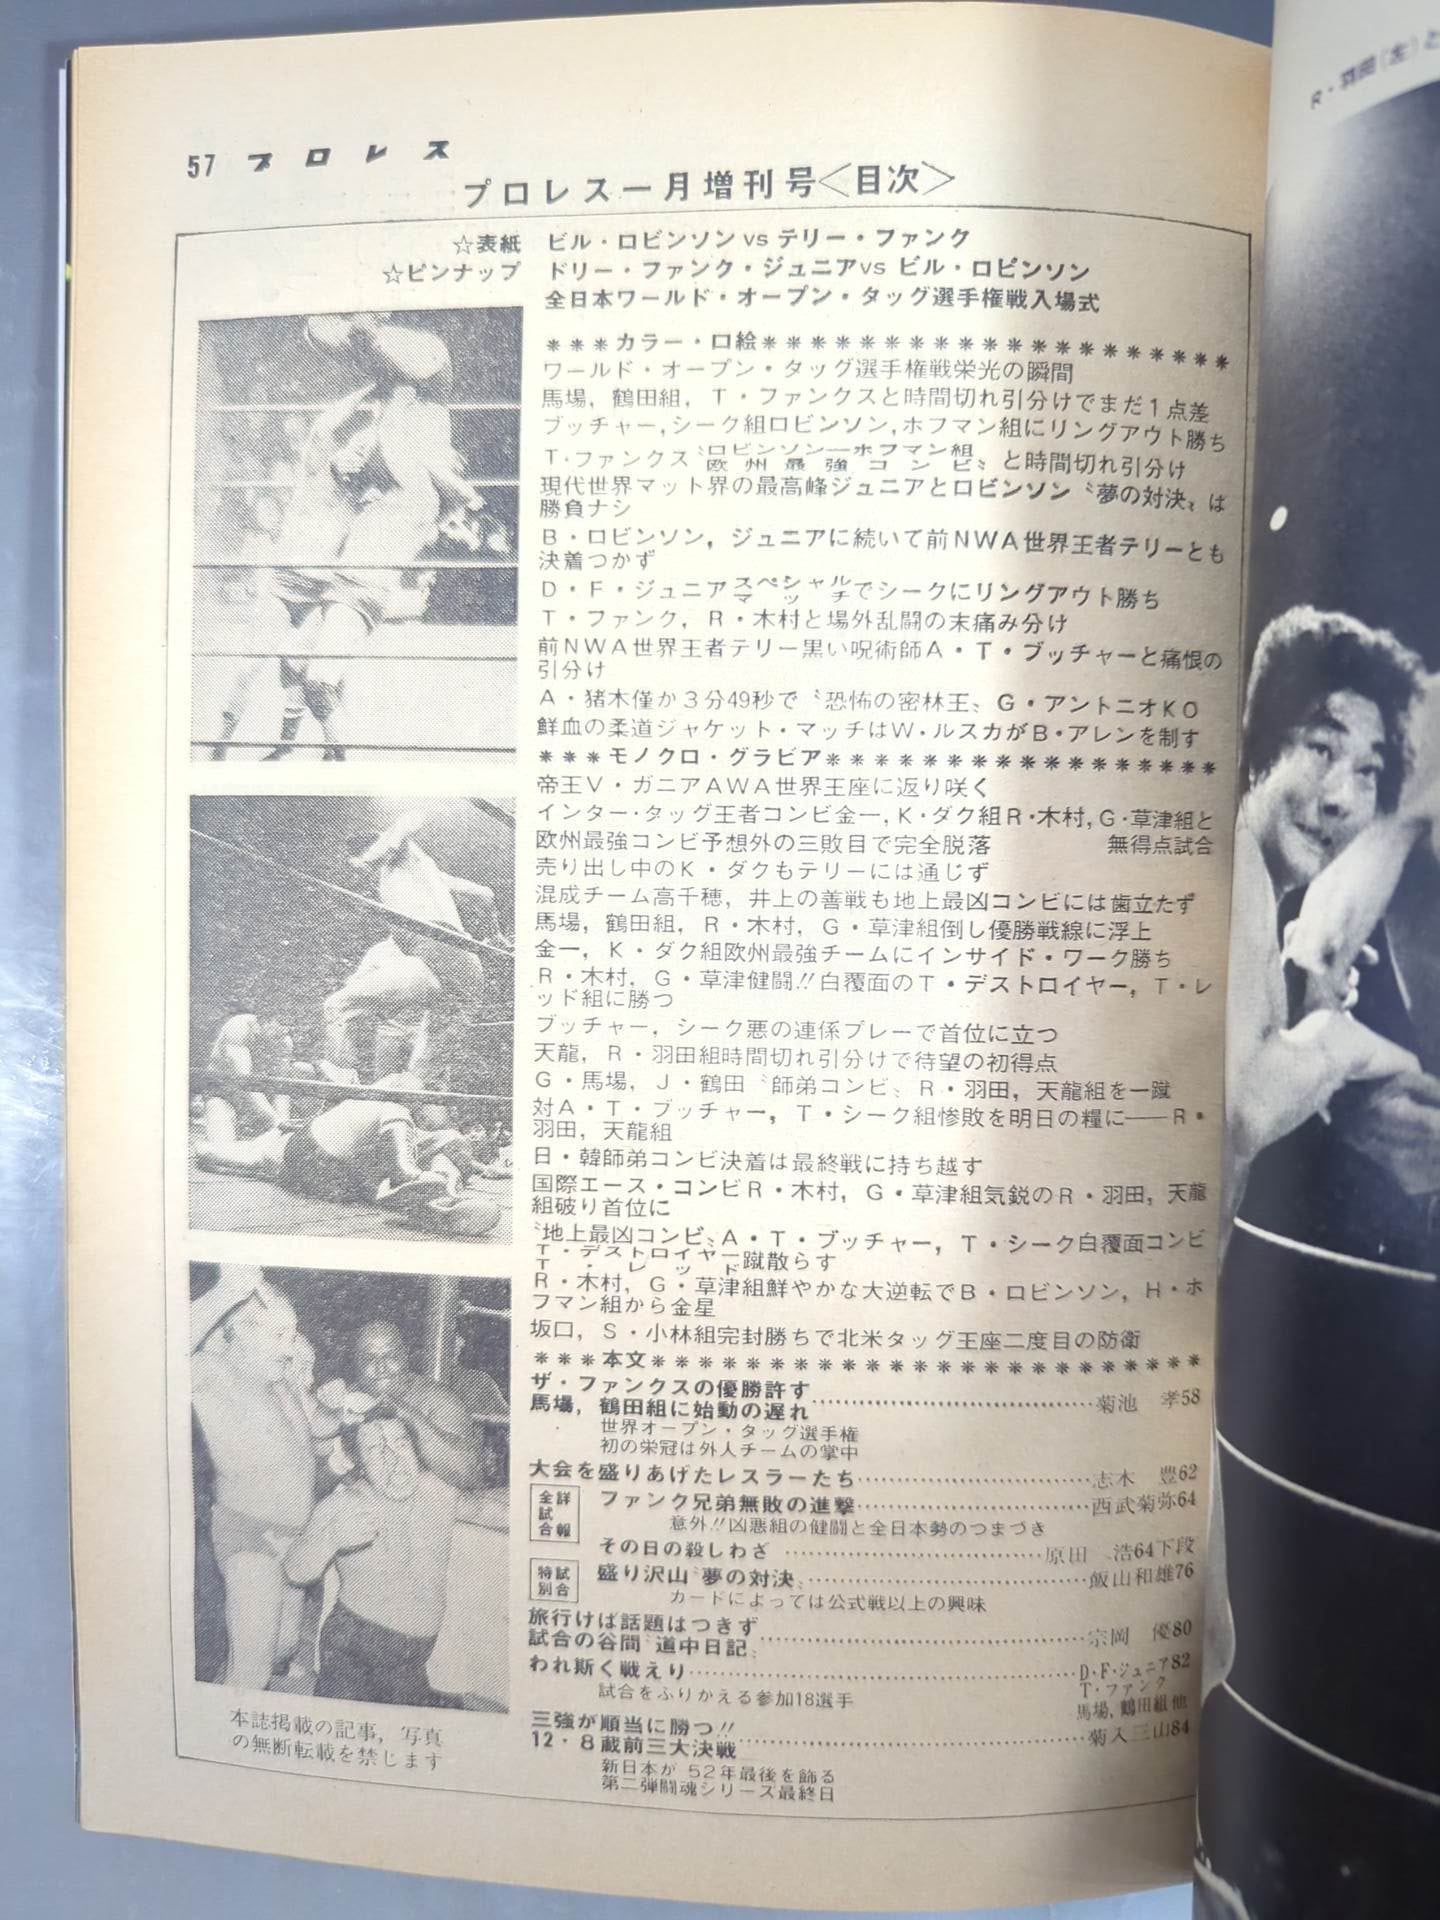 57 プロレス
プロレス一月増刊号<目次>
☆表紙 ビル・ロビンソンvsテリー・ファンク
☆ピンナップ ドリー・ファンク・ジュニアvsビル・ロビンソン
全日本ワールド・オープン・タッグ選手権戦入場式
***カラー・口絵********************
ワールド・オープン・タッグ選手権戦栄光の瞬間
馬場，鶴田組，T・ファンクスと時間切れ引分けでまだ1点差
ブッチャー，シーク組ロビンソン，ホフマン組にリングアウト勝ち
T・ファンクス〝ロビンソン―ホフマン組欧州最強コンビ〟と時間切れ引分け
現代世界マット界の最高峰ジュニアとロビンソン〝夢の対決〟は
勝負ナシ
B・ロビンソン，ジュニアに続いて前NWA世界王者テリーとも
決着つかず
D・F・ジュニアスペシャルマッチでシークにリングアウト勝ち
T・ファンク，R・木村と場外乱闘の末痛み分け
前NWA世界王者テリー黒い呪術師A・T・ブッチャーと痛恨の
引分け
A・猪木僅か3分49秒で〝恐怖の密林王〟G・アントニオKO
鮮血の柔道ジャケット・マッチはW・ルスカがB・アレンを制す
***モノクロ・グラビア*****************
帝王V・ガニアAWA世界王座に返り咲く
インター・タッグ王者コンビ金一，K・ダク組R・木村，G・草津組と
無得点試合
欧州最強コンビ予想外の三敗目で完全脱落
売り出し中のK・ダクもテリーには通じず
混成チーム高千穂，井上の善戦も地上最凶コンビには歯立たず
馬場，鶴田組，R・木村，G・草津組倒し優勝戦線に浮上
金一，K・ダク組欧州最強チームにインサイド・ワーク勝ち
R・木村，G・草津健闘!!白覆面のT・デストロイヤー，T・レ
ッド組に勝つ
ブッチャー，シーク悪の連係プレーで首位に立つ
天龍，R・羽田組時間切れ引分けで待望の初得点
G・馬場，J・鶴田〝師弟コンビ〟R・羽田，天龍組を一蹴
対A・T・ブッチャー，T・シーク組惨敗を明日の糧に――R・
羽田，天龍組
日・韓師弟コンビ決着は最終戦に持ち越す
国際エース・コンビR・木村，G・草津組気鋭のR・羽田，天龍
組破り首位に
〝地上最凶コンビ〟A・T・ブッチャー，T・シーク白覆面コンビ
T・デストロイヤーT・レッド蹴散らす
R・木村，G・草津組鮮やかな大逆転でB・ロビンソン，H・ホ
フマン組から金星
坂口，S・小林組完封勝ちで北米タッグ王座二度目の防衛
***本文************************
ザ・ファンクスの優勝許す
馬場，鶴田組に始動の遅れ……………………………菊池 孝58
世界オープン・タッグ選手権
初の栄冠は外人チームの掌中
大会を盛りあげたレスラーたち……………………………志木 豊62
全試合詳報 ファンク兄弟無敗の進撃……………………………西武菊弥64
意外!!凶悪組の健闘と全日本勢のつまづき
その日の殺しわざ……………………………原田 浩64下段
特別試合 盛り沢山〝夢の対決〟……………………………飯山和雄76
カードによっては公式戦以上の興味
旅行けば話題はつきず
試合の谷間〝道中日記〟……………………………宗岡 優80
われ斯く戦えり……………………………D・F・ジュニア82
T・ファンク
試合をふりかえる参加18選手
馬場，鶴田組他
三強が順当に勝つ!!
12・8蔵前三大決戦……………………………菊入三山84
新日本が52年最後を飾る
第二弾闘魂シリーズ最終日
本誌掲載の記事，写真
の無断転載を禁じます
R・羽田(左)と